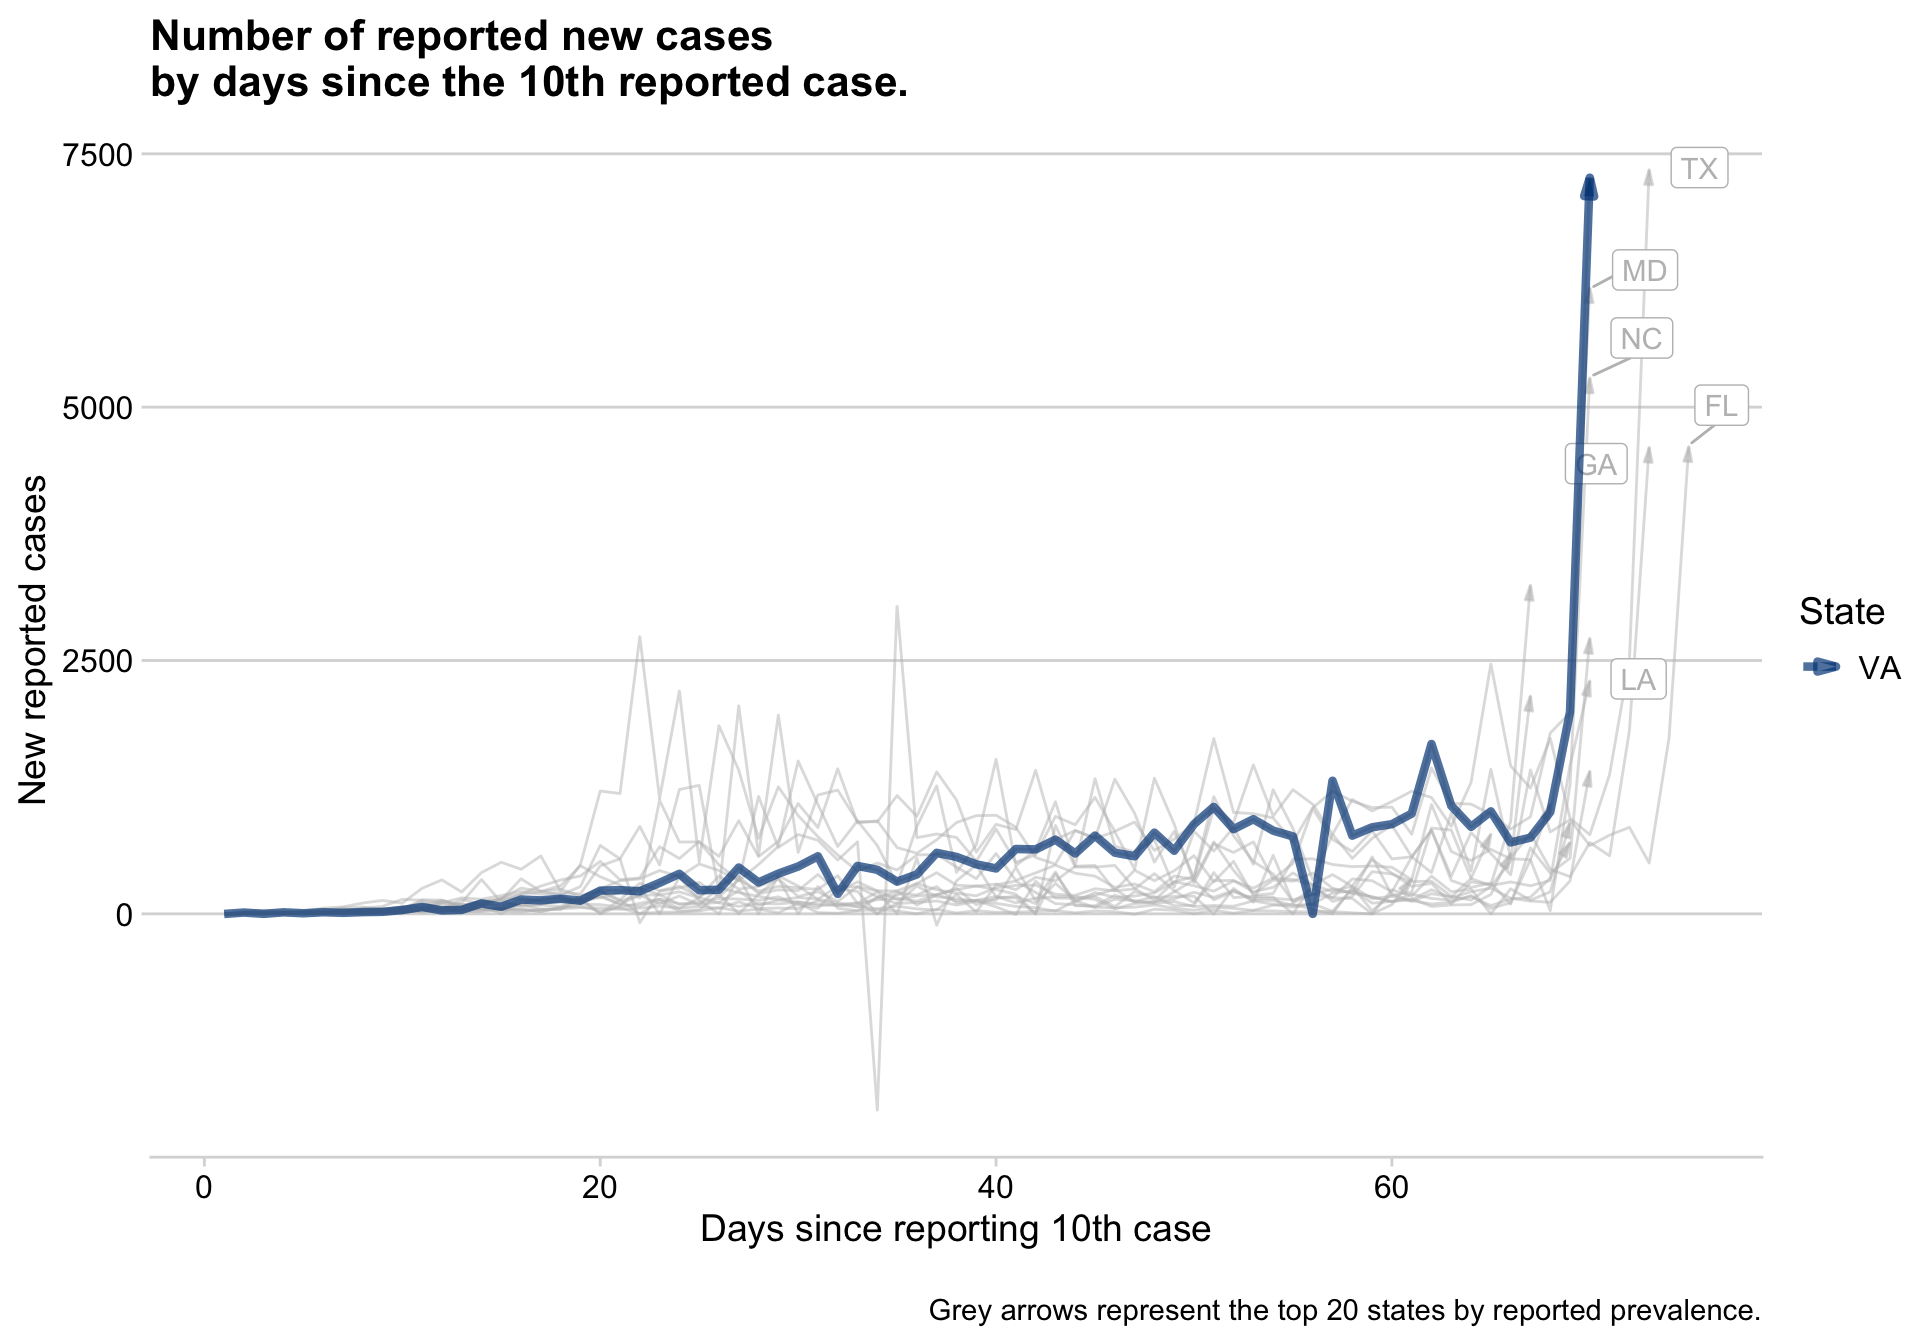 Number of reported new cases
by days since the 10th reported case.
7500
TX
MD
NC
5000
FL
GA
New reported cases
State
2500
VA
LA
0
0
20
40
60
Days since reporting 10th case
Grey arrows represent the top 20 states by reported prevalence.